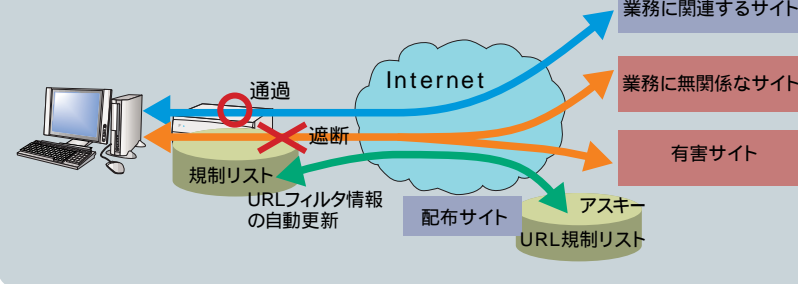 業務に関連するサイト
Internet
通過
業務に無関係なサイト
遮断
有害サイト
規制リスト
URLフィルタ情報
の自動更新
配布サイト
アスキー
URL規制リスト